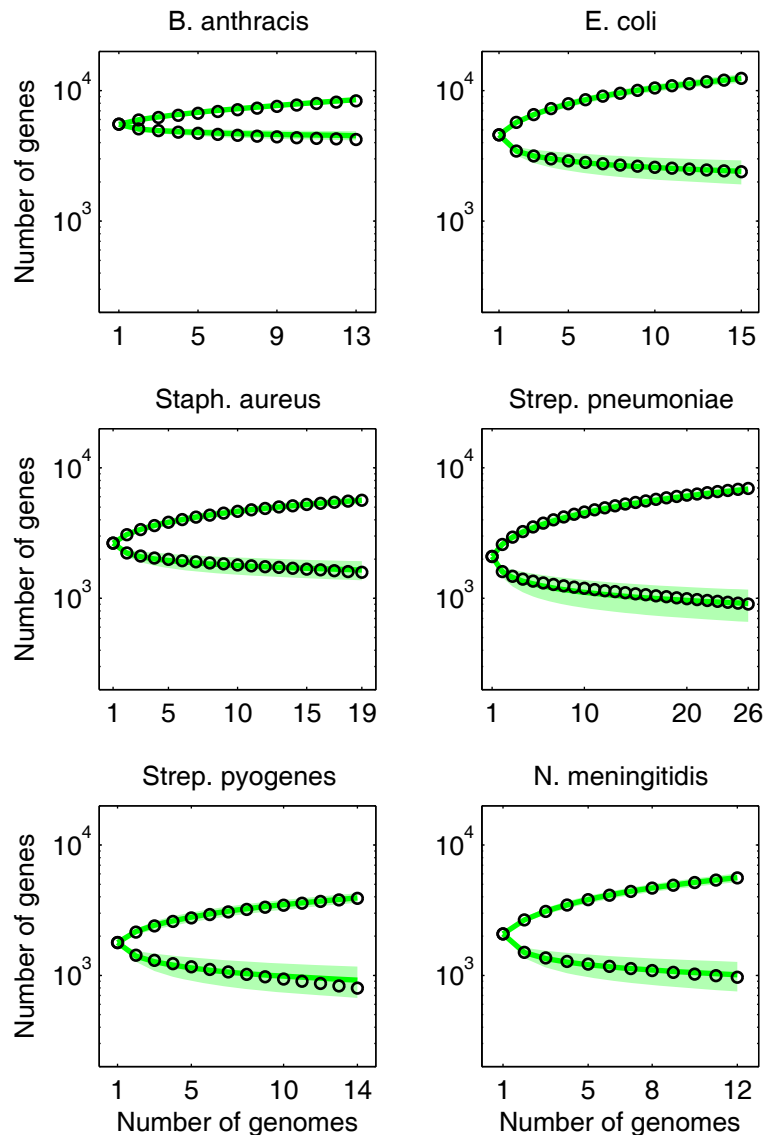 B. anthracis
Number of genes
10^4
10^3
1 5 9 13
E. coli
10^4
10^3
1 5 10 15
Staph. aureus
Number of genes
10^4
10^3
1 5 10 15 19
Strep. pneumoniae
10^4
10^3
1 10 20 26
Strep. pyogenes
Number of genes
10^4
10^3
1 5 10 14
Number of genomes
N. meningitidis
10^4
10^3
1 5 8 12
Number of genomes